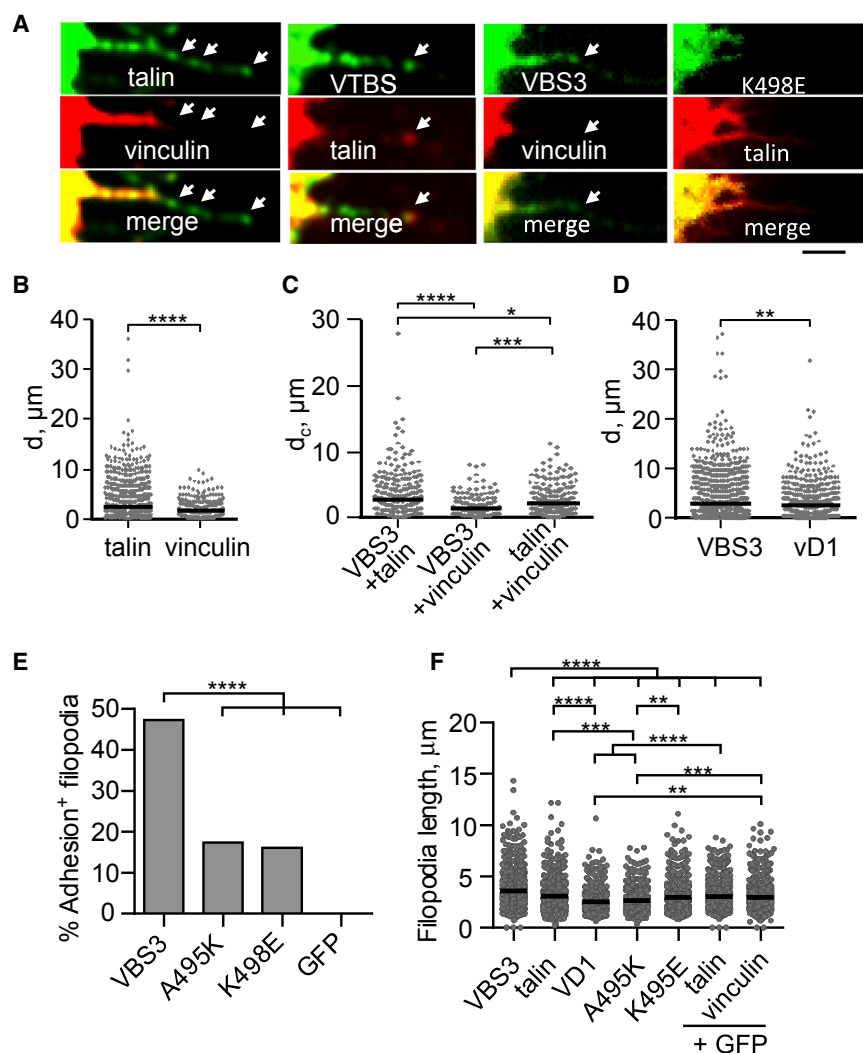 A
talin
VTBS
VBS3
K498E
vinculin
talin
vinculin
talin
merge
merge
merge
merge
B
C
D
****
****
*
***
**
d, µm
40
30
20
10
0
talin
vinculin
dc, µm
30
20
10
0
VBS3
+talin
VBS3
+vinculin
talin
+vinculin
d, µm
40
30
20
10
0
VBS3
vD1
E
F
****
% Adhesion+ filopodia
50
40
30
20
10
0
VBS3
A495K
K498E
GFP
****
****
**
***
****
***
**
Filopodia length, µm
20
15
10
5
0
VBS3
talin
VD1
A495K
K495E
talin
vinculin
+ GFP